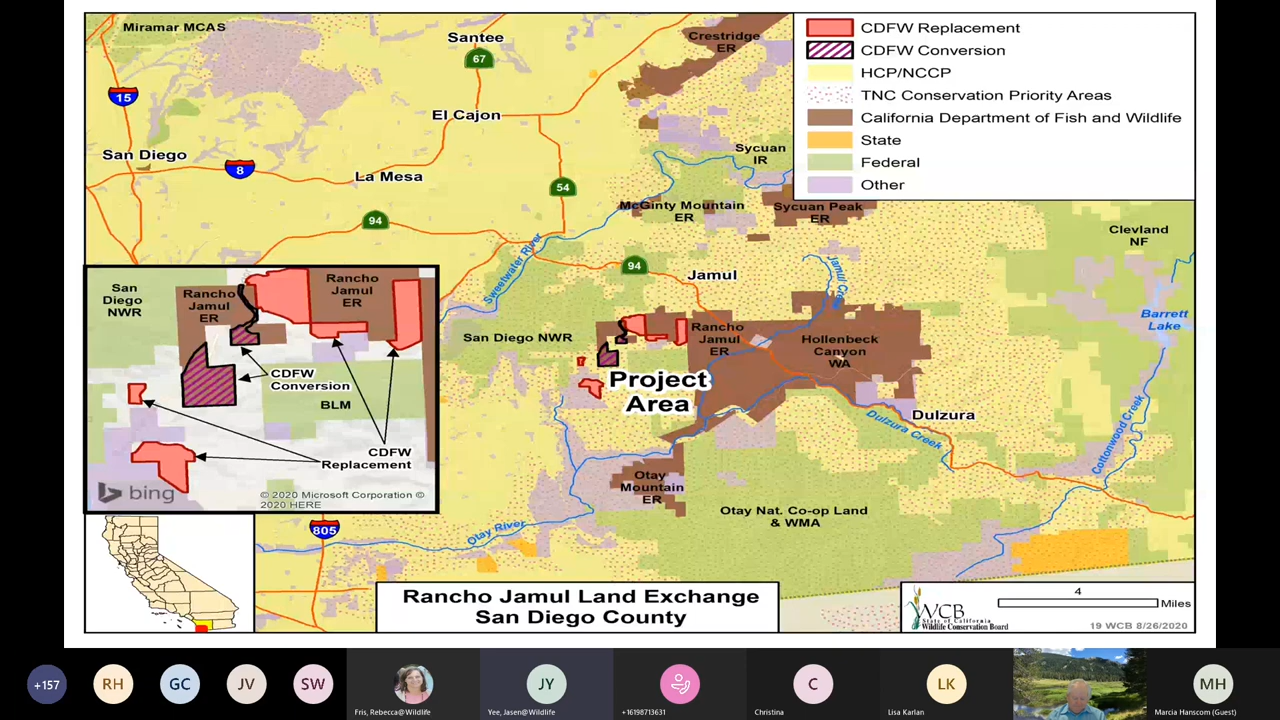 Miramar MCAS
Santee
67
Crestridge
ER
15
El Cajon
San Diego
8
La Mesa
54
94
Sycuan
IR
McGinty Mountain
ER
Sycuan Peak
ER
Clevland
NF
Sweetwater River
94
Jamul
San Diego NWR
Rancho
Jamul
ER
Hollenbeck
Canyon
WA
Barrett
Lake
Project
Area
Dulzura
Dulzura Creek
Cottonwood Creek
Otay
Mountain
ER
Otay Nat. Co-op Land
& WMA
Otay River
805
CDFW Replacement
CDFW Conversion
HCP/NCCP
TNC Conservation Priority Areas
California Department of Fish and Wildlife
State
Federal
Other
San
Diego
NWR
Rancho
Jamul
ER
Rancho
Jamul
ER
CDFW
Conversion
BLM
CDFW
Replacement
bing
© 2020 Microsoft Corporation ©
2020 HERE
Rancho Jamul Land Exchange
San Diego County
WCB
State of California
Wildlife Conservation Board
4
Miles
19 WCB 8/26/2020
+157
RH
GC
JV
SW
Fris, Rebecca@Wildlife
JY
Yee, Jasen@Wildlife
+16198713631
C
Christina
LK
Lisa Karlan
MH
Marcia Hanscom (Guest)